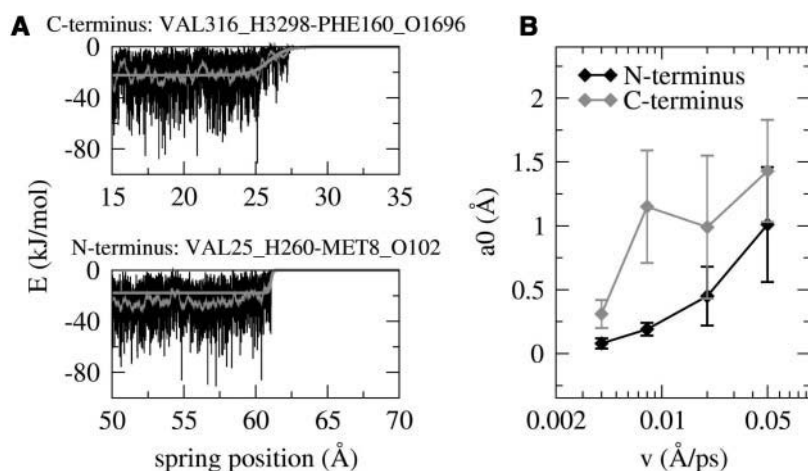 A
C-terminus: VAL316_H3298-PHE160_O1696
0
-40
-80
15 20 25 30 35
N-terminus: VAL25_H260-MET8_O102
0
-40
-80
50 55 60 65 70
E (kJ/mol)
spring position (Å)
B
N-terminus
C-terminus
2
1.5
1
0.5
0
a0 (Å)
0.002 0.01 0.05
v (Å/ps)